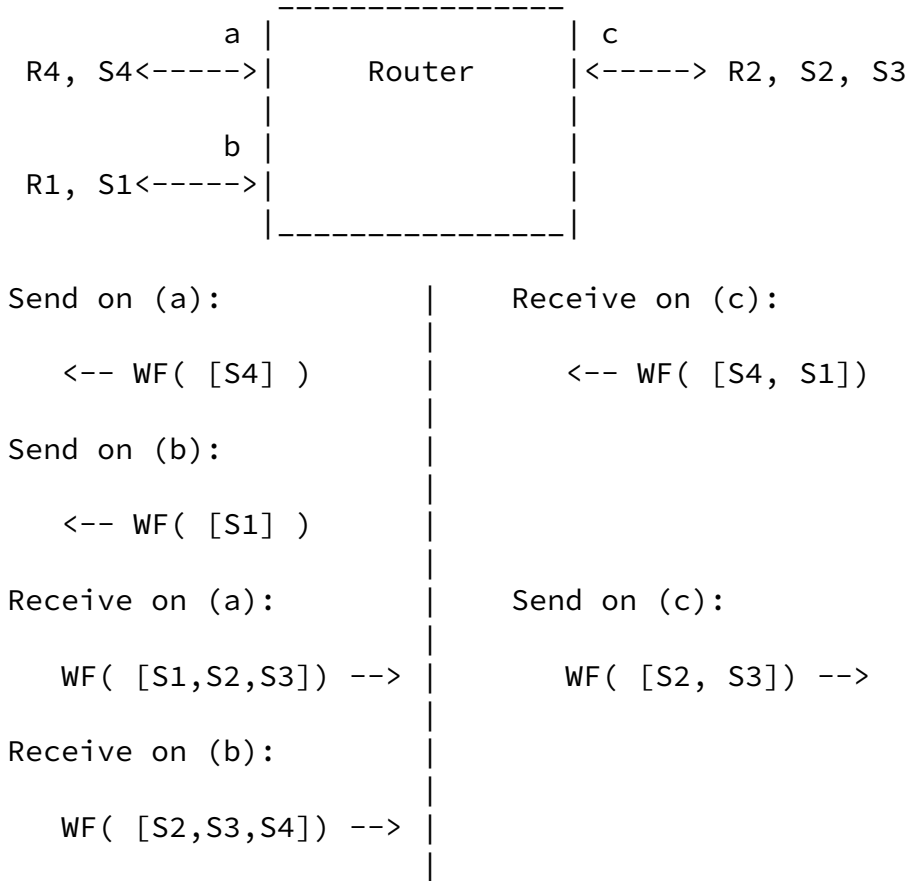 a c
R4, S4<----->| Router |<-----> R2, S2, S3
b
R1, S1<----->|
Send on (a): | Receive on (c):
<-- WF( [S4] ) | <-- WF( [S4, S1])
Send on (b):
<-- WF( [S1] )
Receive on (a): | Send on (c):
WF( [S1,S2,S3]) --> | WF( [S2, S3]) -->
Receive on (b):
WF( [S2,S3,S4]) --> |